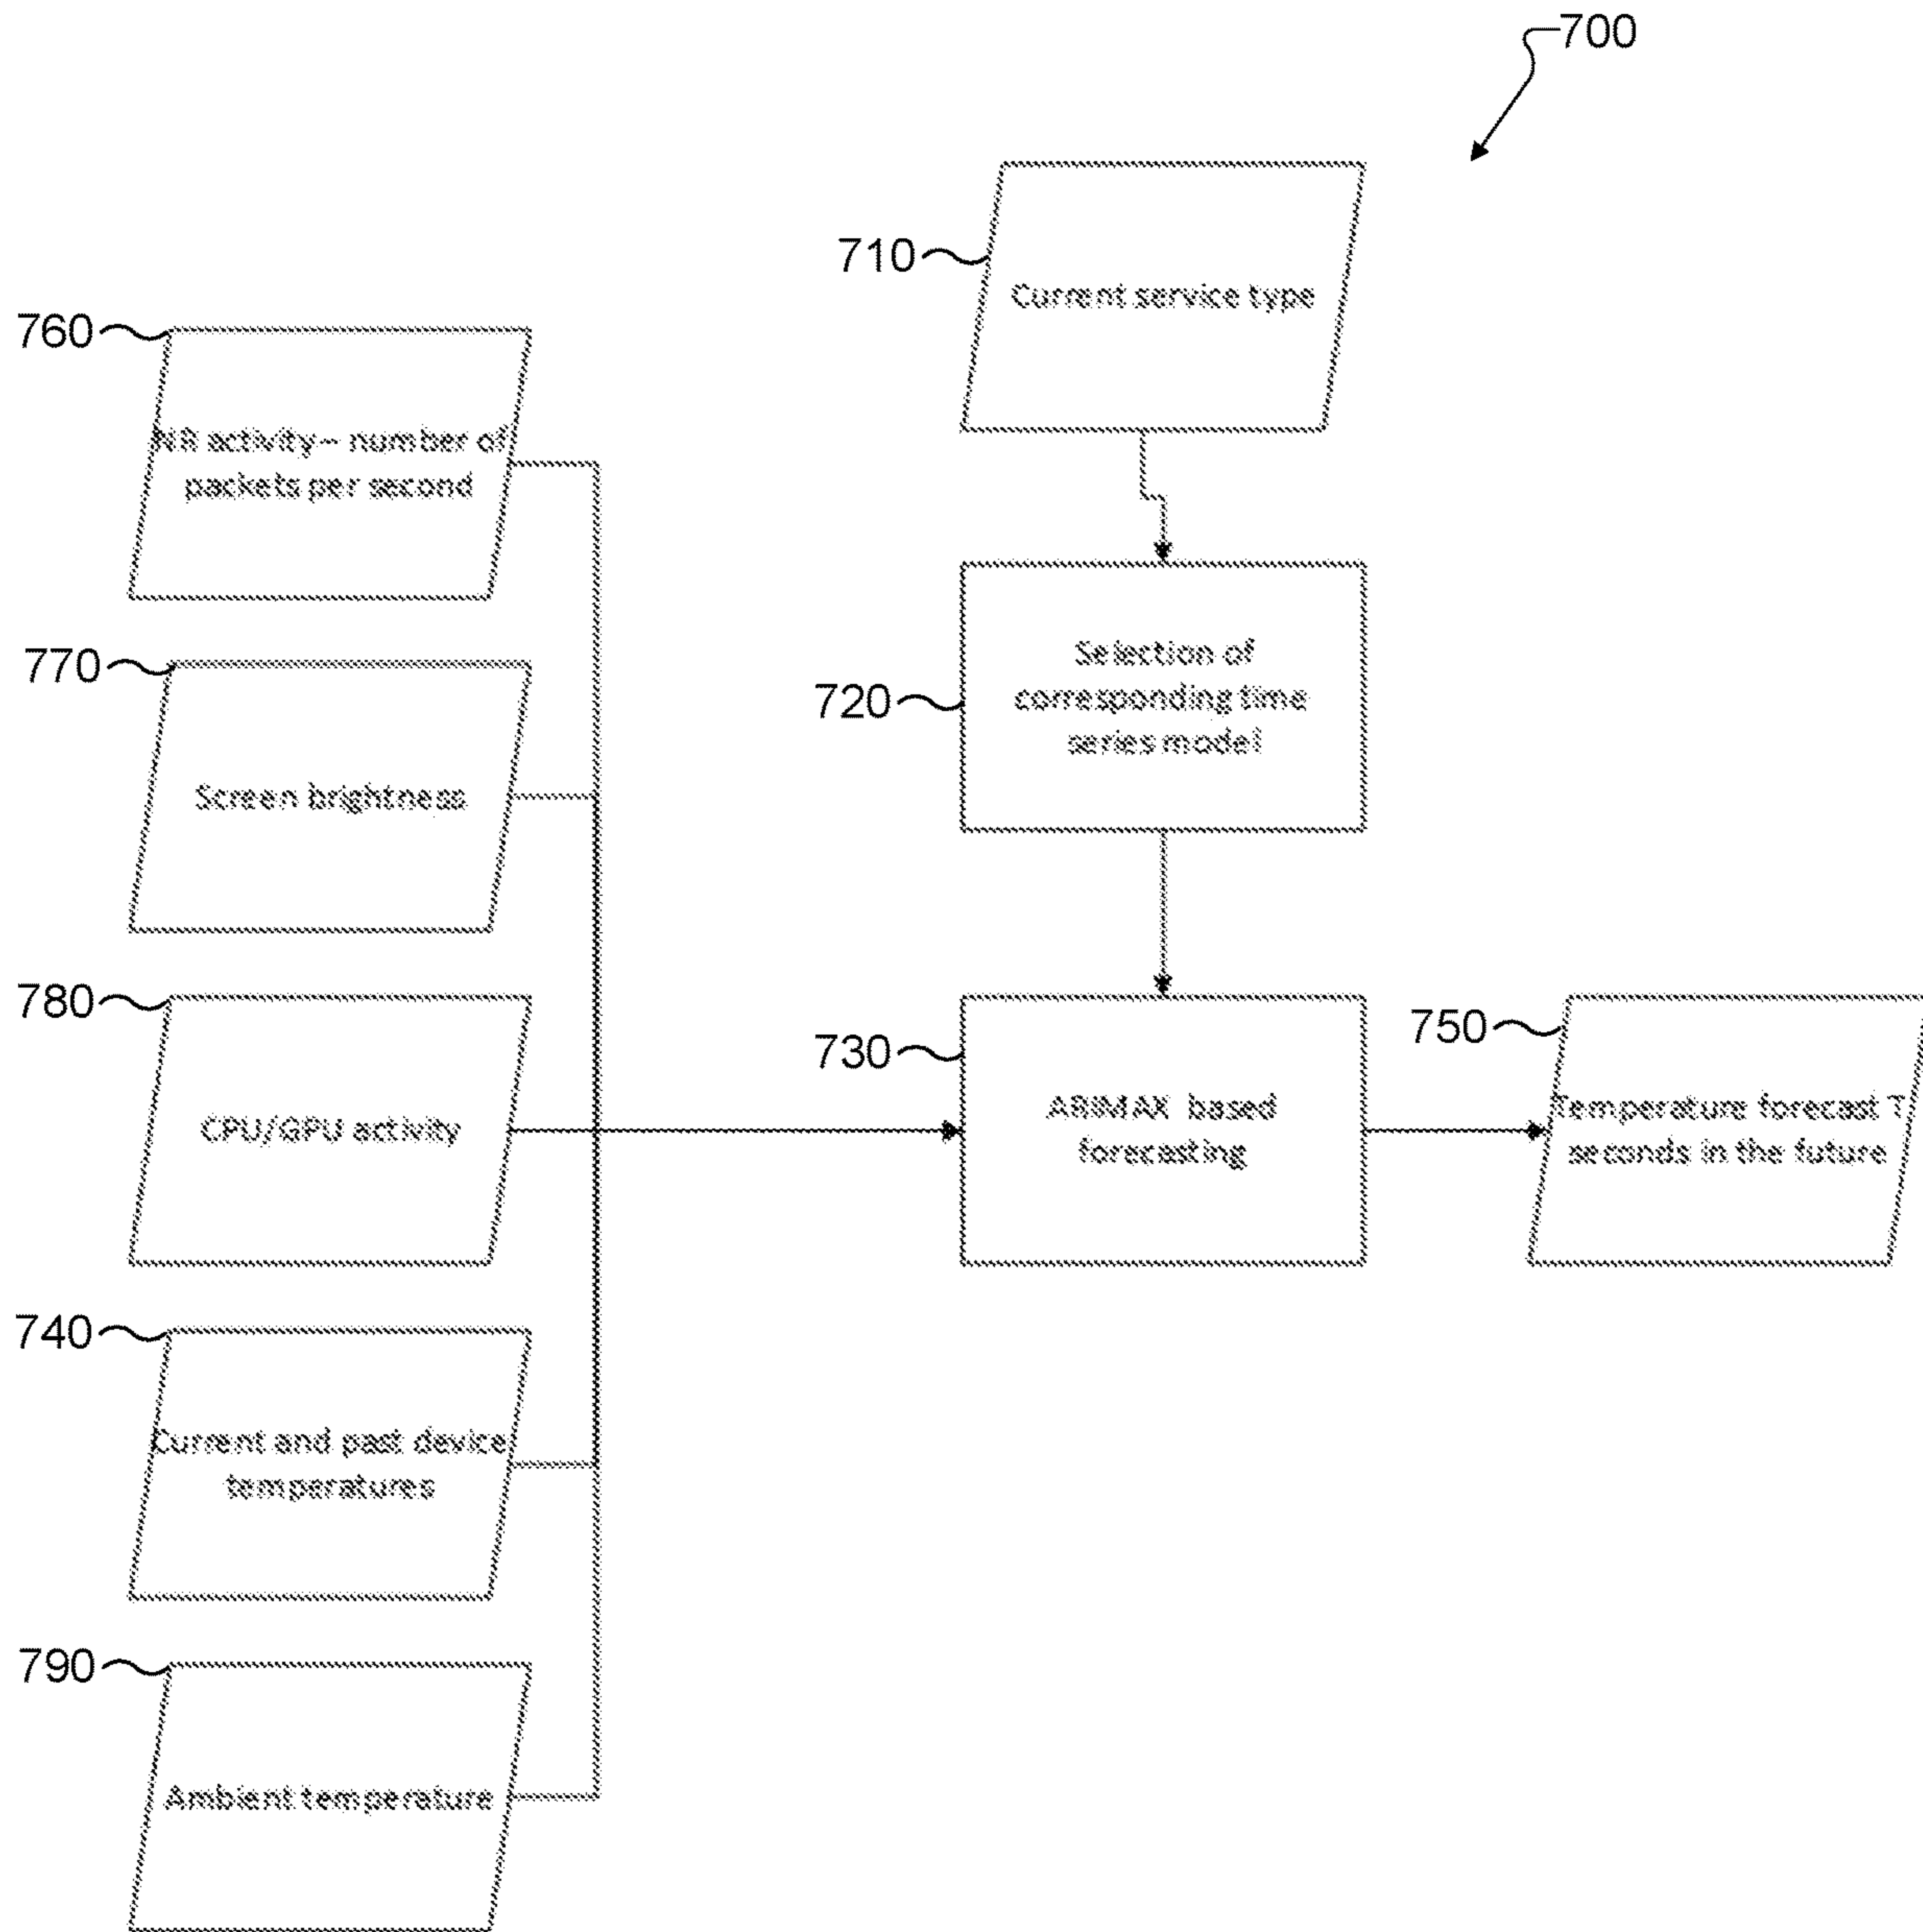 700
710
Current service type
760
NR activity – number of
packets per second
770
Screen brightness
720
Selection of
corresponding time
series model
780
CPU/GPU activity
730
ARIMAX based
forecasting
750
Temperature forecast T
seconds in the future
740
Current and past device
temperatures
790
Ambient temperature